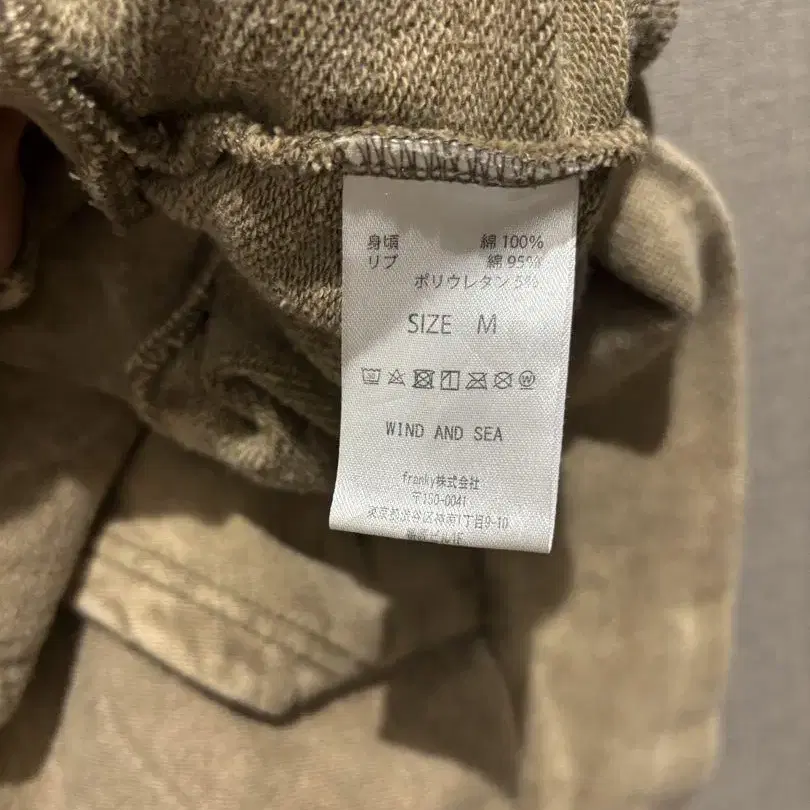 身頃 綿 100%
リブ 綿 95%
ポリウレタン 5%
SIZE M
WIND AND SEA
franky株式会社
〒150-0041
東京都渋谷区神南1丁目9-10